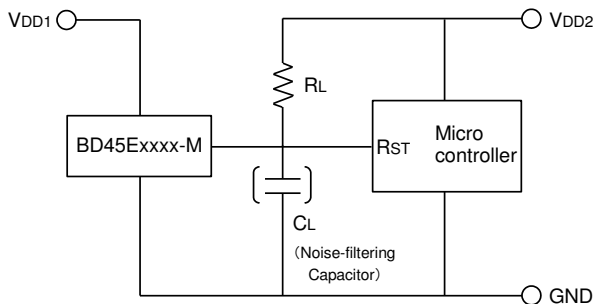 VDD1
VDD2
RL
BD45Exxxx-M
RST
Micro
controller
CL
（Noise-filtering
Capacitor）
GND